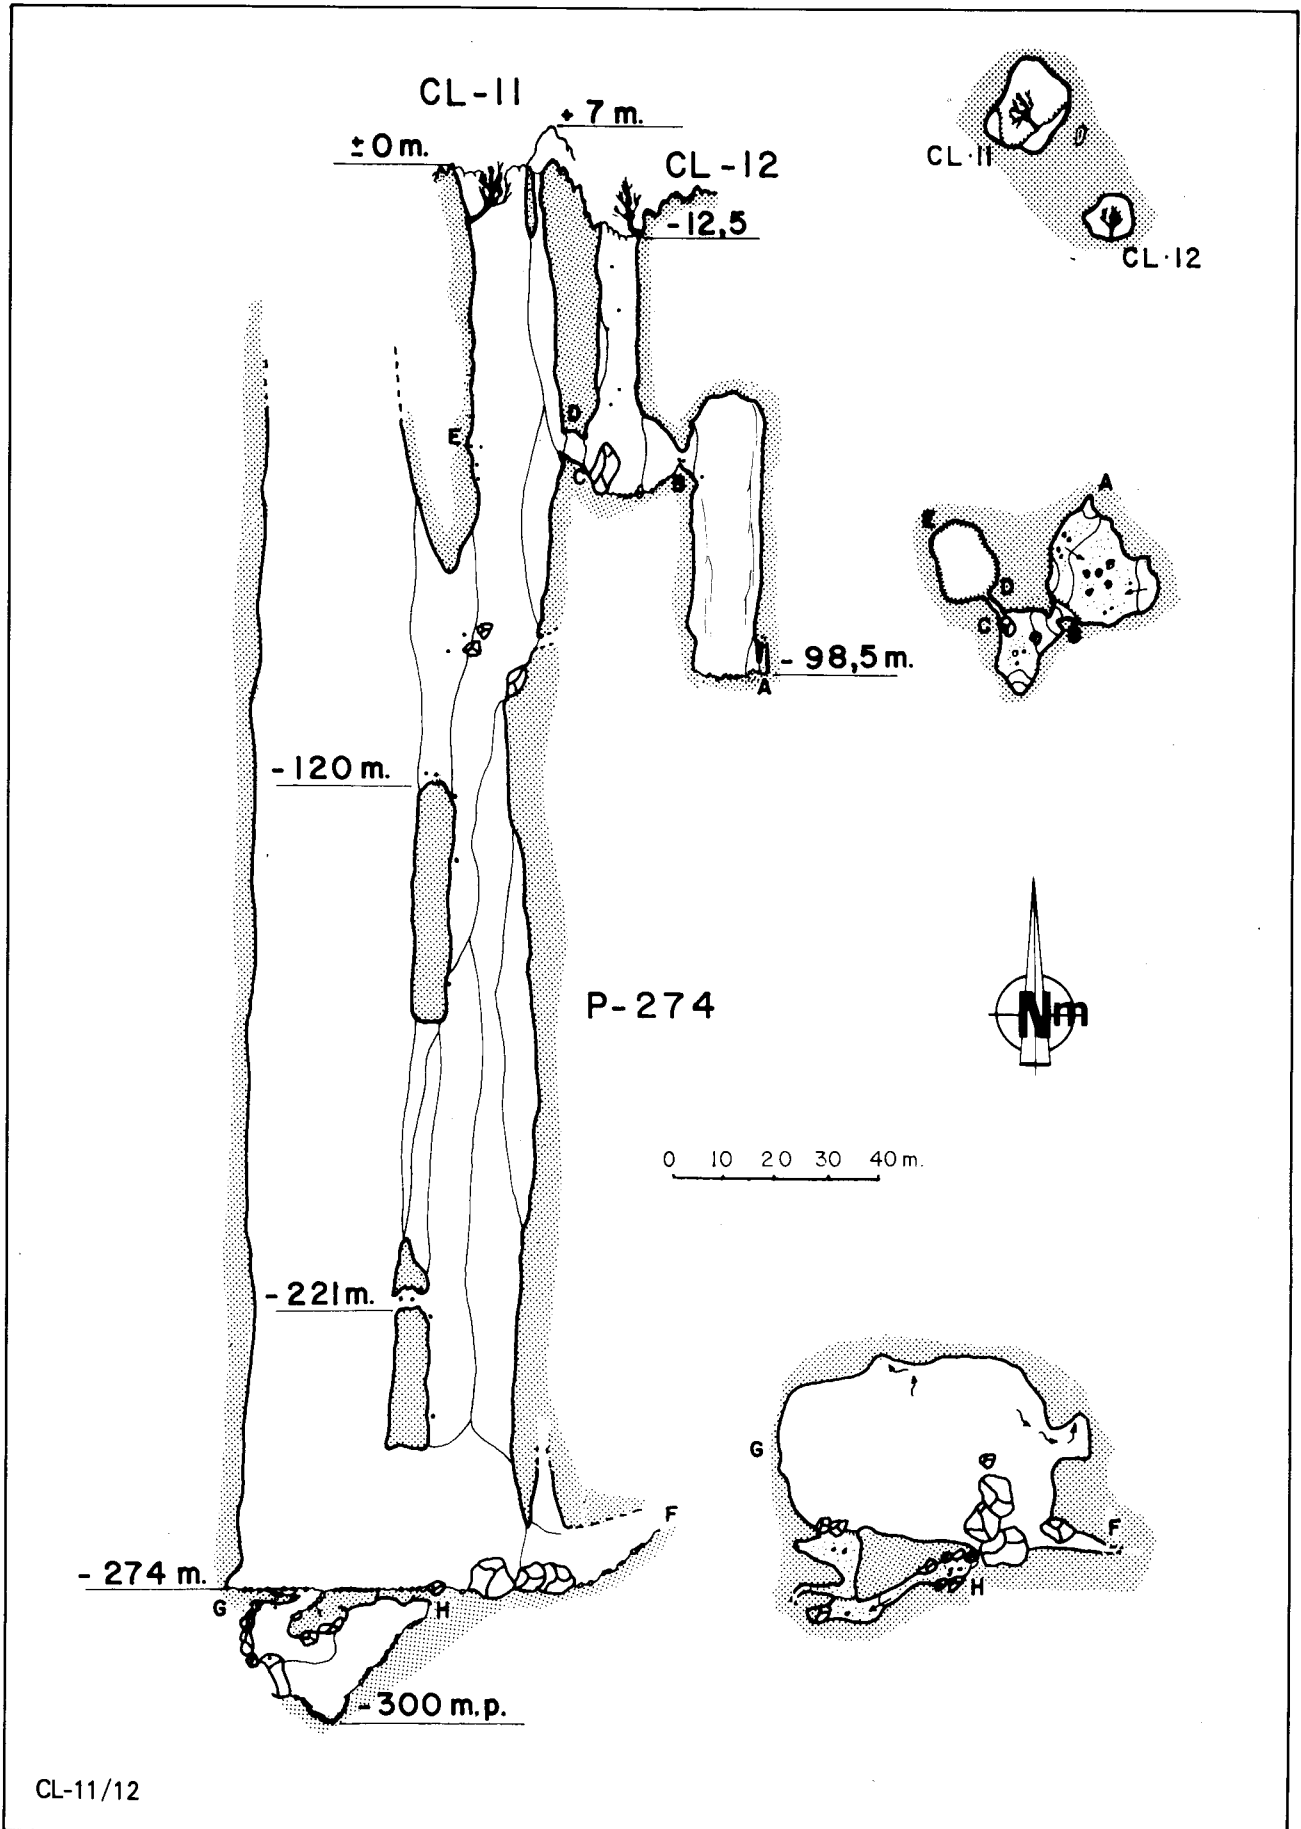 CL-11
+ 7 m.
± 0 m.
CL-12
-12,5
CL·11
CL·12
D
E
C
B
A
- 98,5 m.
A
E
D
C
B
- 120 m.
P-274
Nm
0 10 20 30 40 m.
- 221 m.
F
G
F
- 274 m.
G
H
H
- 300 m.p.
CL-11/12